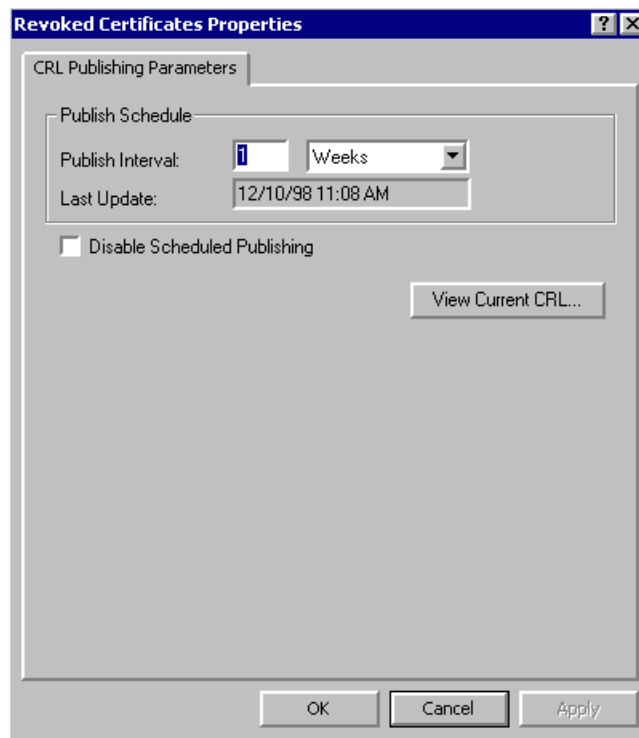 Revoked Certificates Properties
CRL Publishing Parameters
Publish Schedule
Publish Interval: 1 Weeks
Last Update: 12/10/98 11:08 AM
Disable Scheduled Publishing
View Current CRL...
OK Cancel Apply